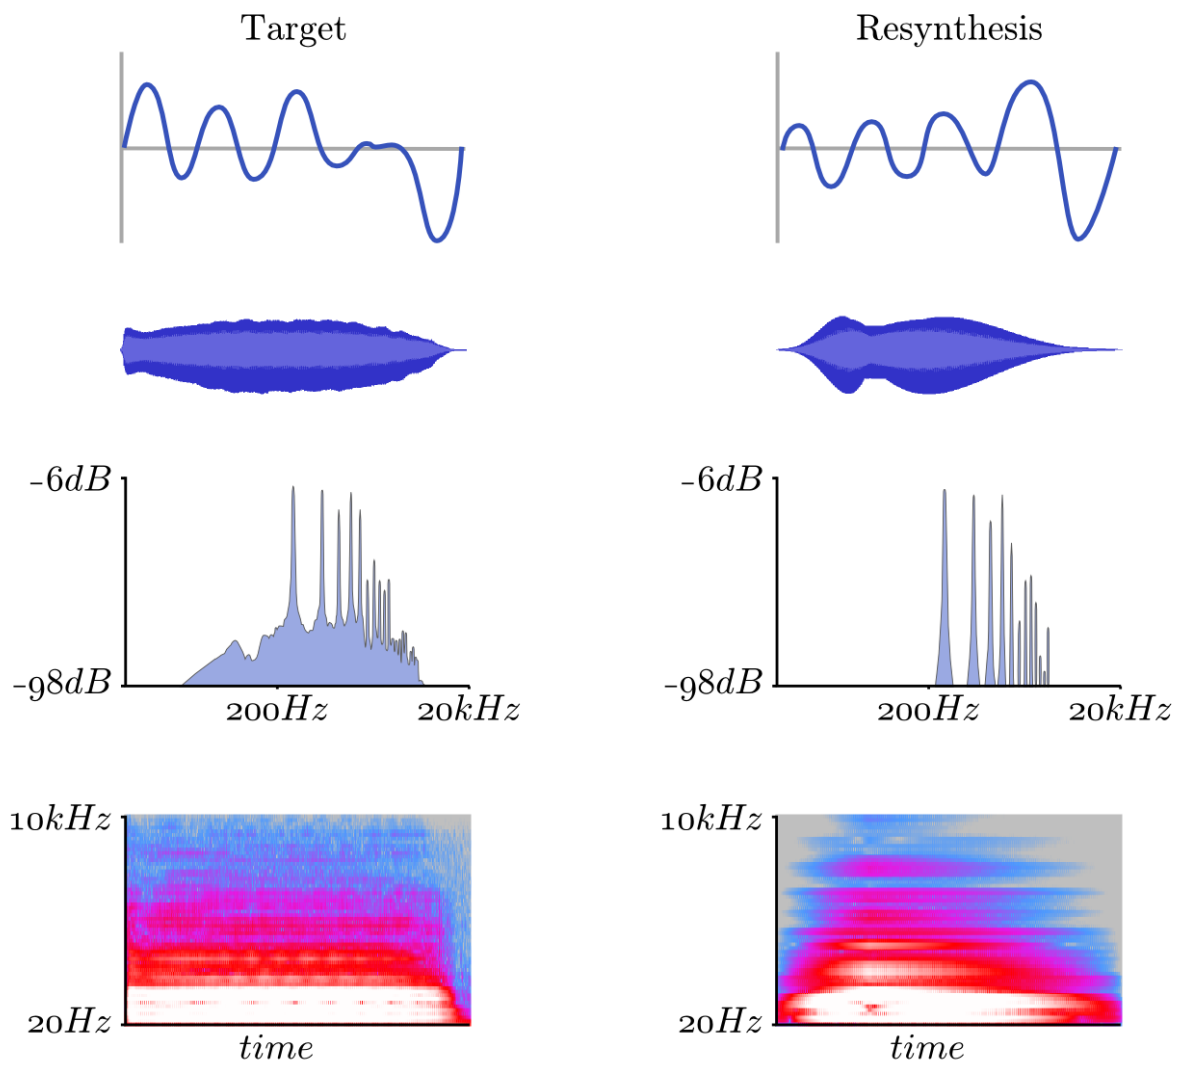 Target
Resynthesis
-6dB
-98dB
200Hz
20kHz
-6dB
-98dB
200Hz
20kHz
10kHz
20Hz
time
10kHz
20Hz
time